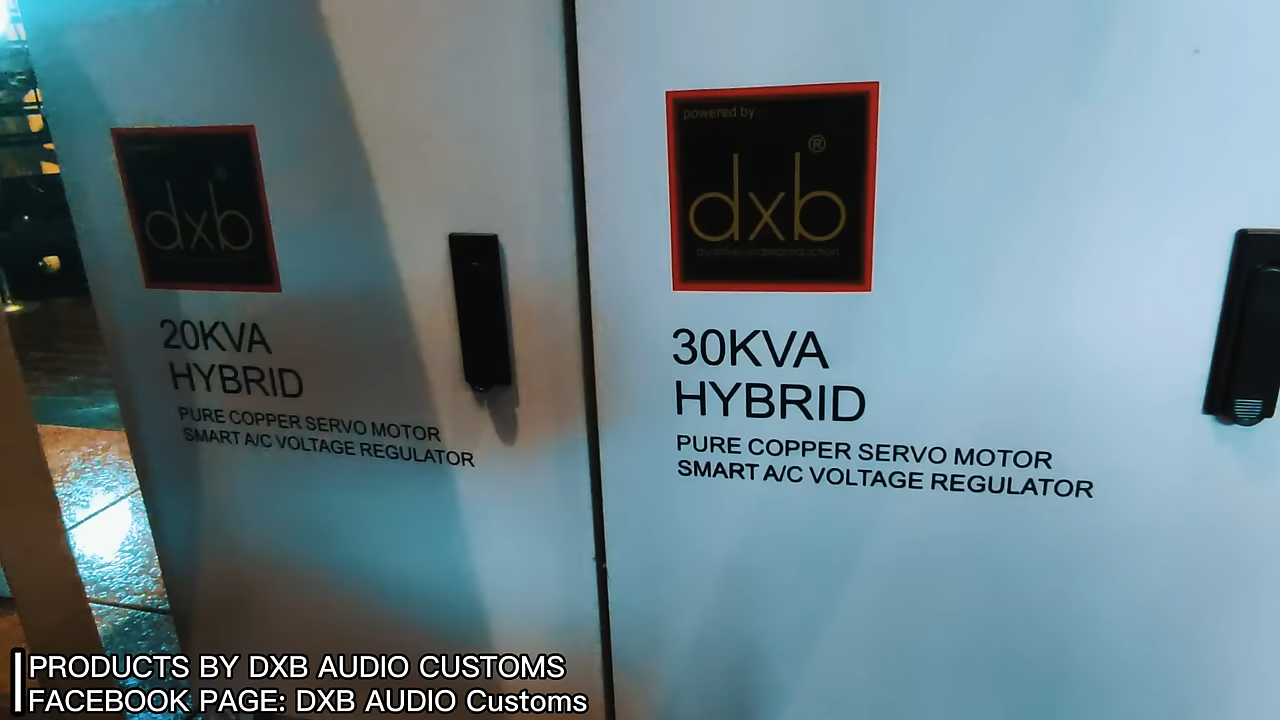 dxb
20KVA
HYBRID
PURE COPPER SERVO MOTOR
SMART A/C VOLTAGE REGULATOR
powered by
dxb®
30KVA
HYBRID
PURE COPPER SERVO MOTOR
SMART A/C VOLTAGE REGULATOR
PRODUCTS BY DXB AUDIO CUSTOMS
FACEBOOK PAGE: DXB AUDIO Customs